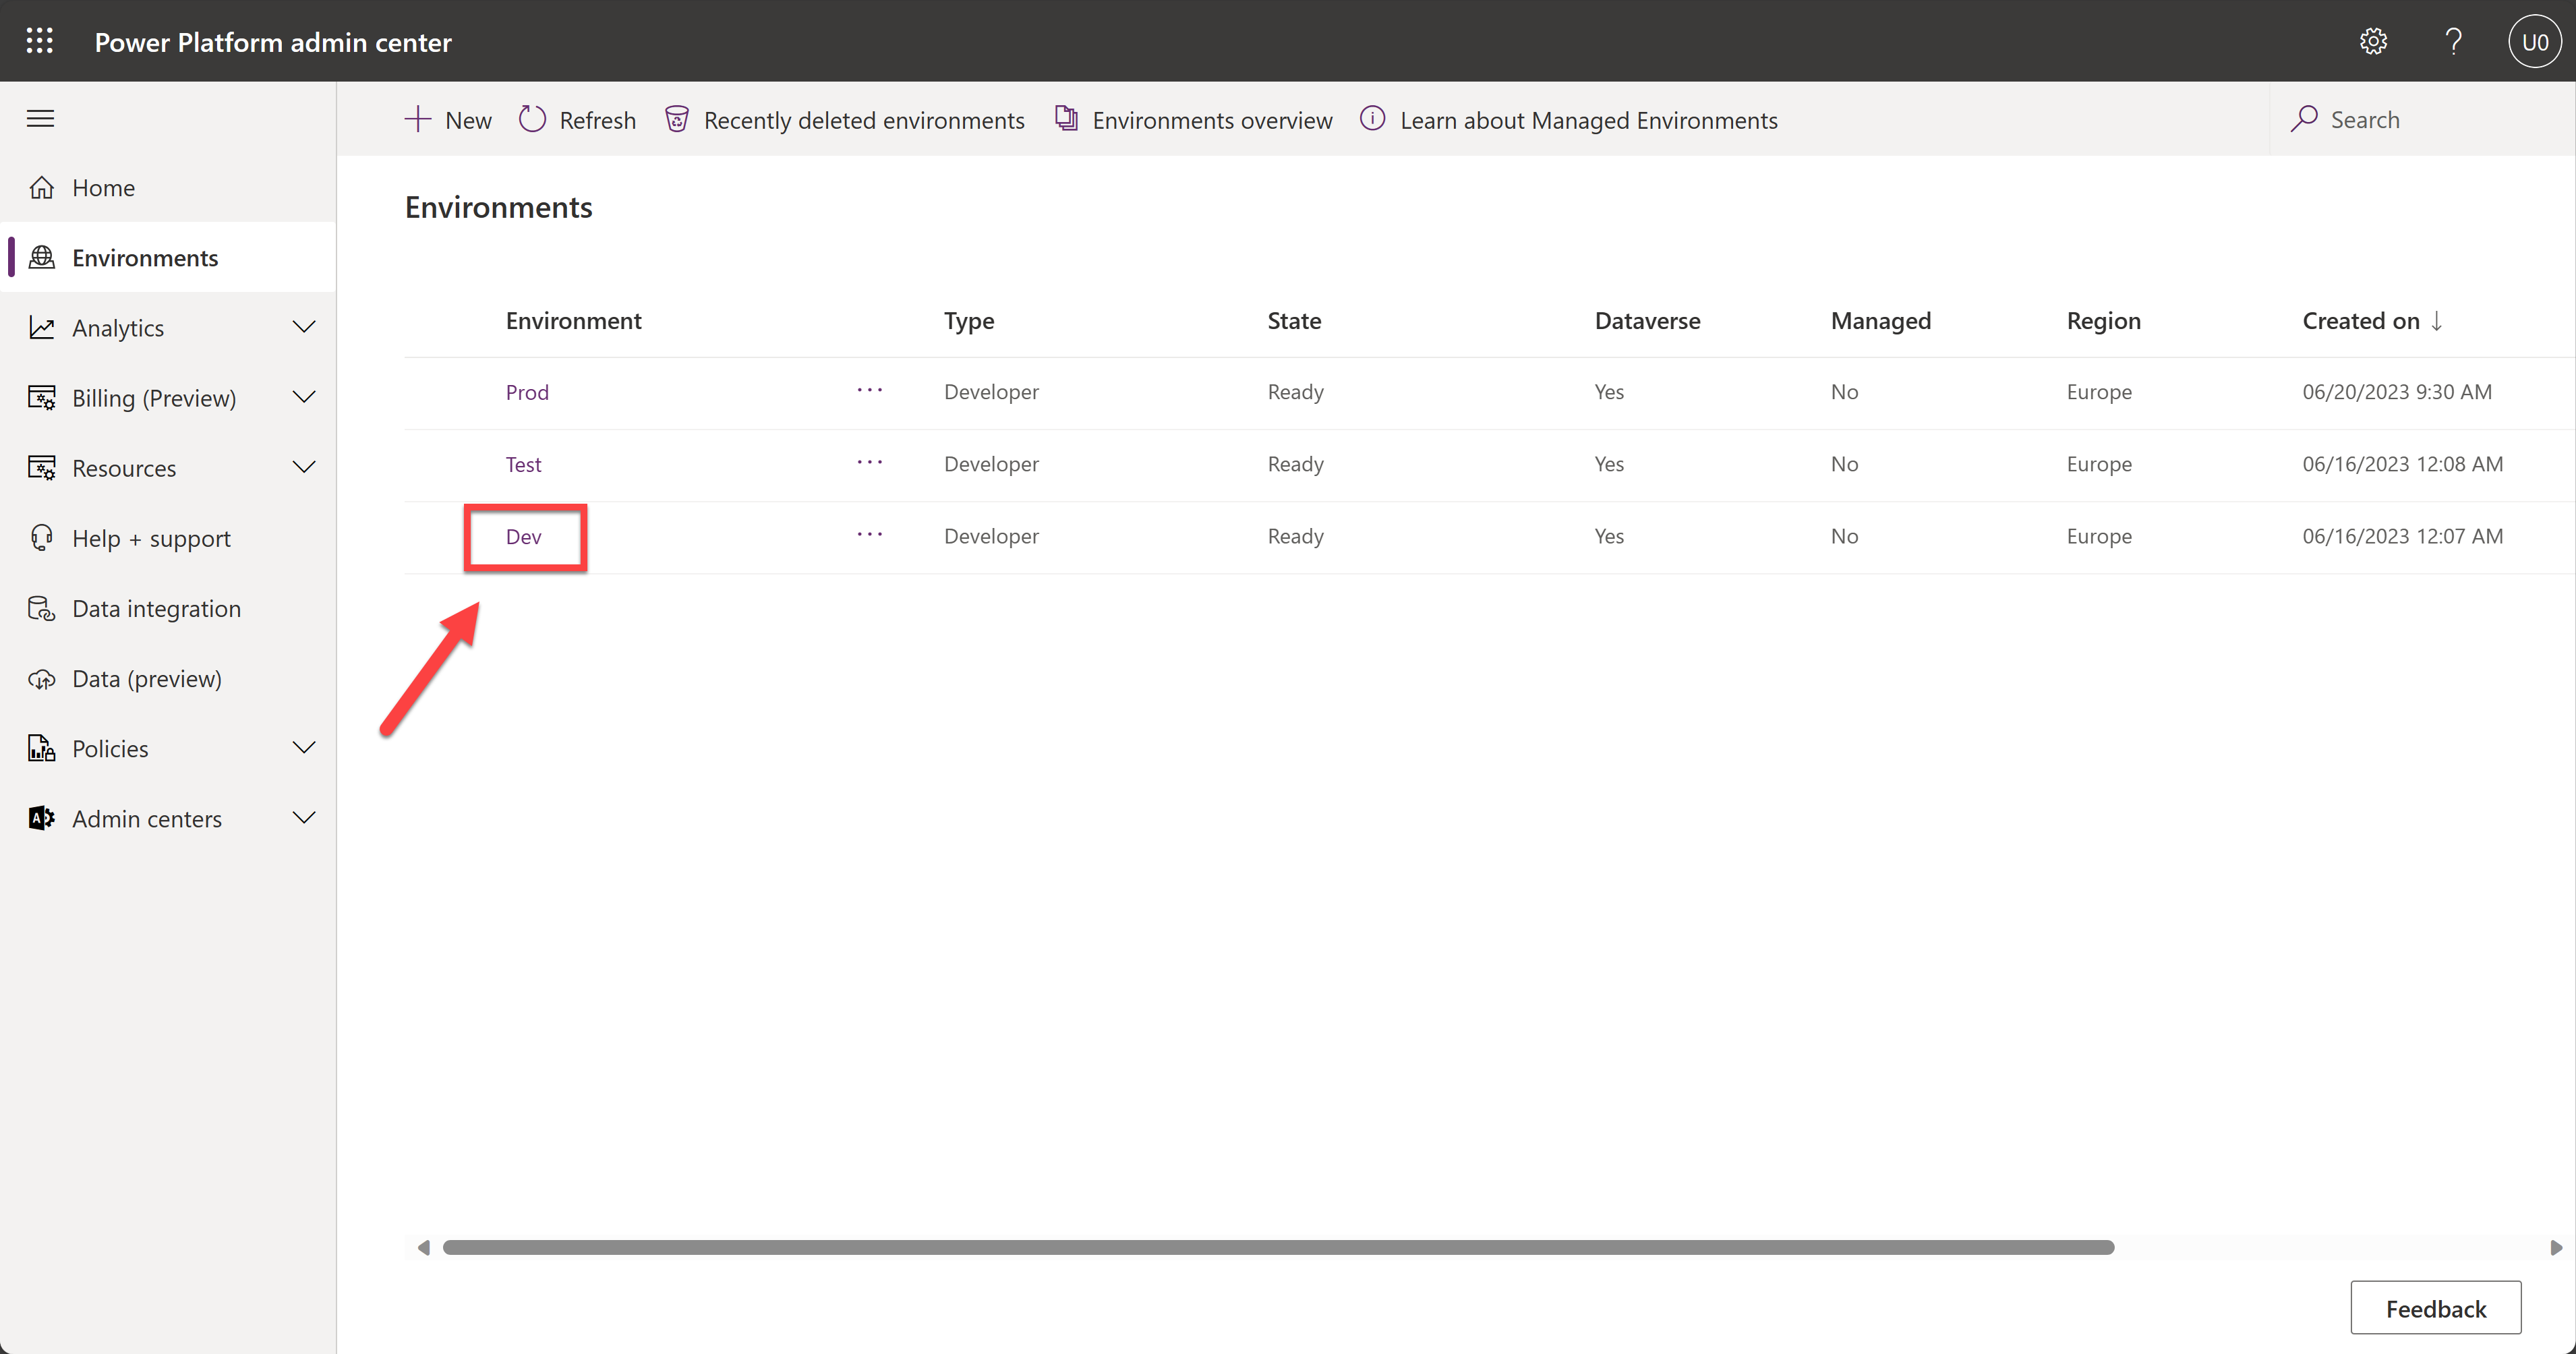 Power Platform admin center
U0
New Refresh Recently deleted environments Environments overview Learn about Managed Environments Search
Home
Environments
Analytics
Billing (Preview)
Resources
Help + support
Data integration
Data (preview)
Policies
Admin centers
Environments
Environment Type State Dataverse Managed Region Created on ↓
Prod ··· Developer Ready Yes No Europe 06/20/2023 9:30 AM
Test ··· Developer Ready Yes No Europe 06/16/2023 12:08 AM
Dev ··· Developer Ready Yes No Europe 06/16/2023 12:07 AM
Feedback